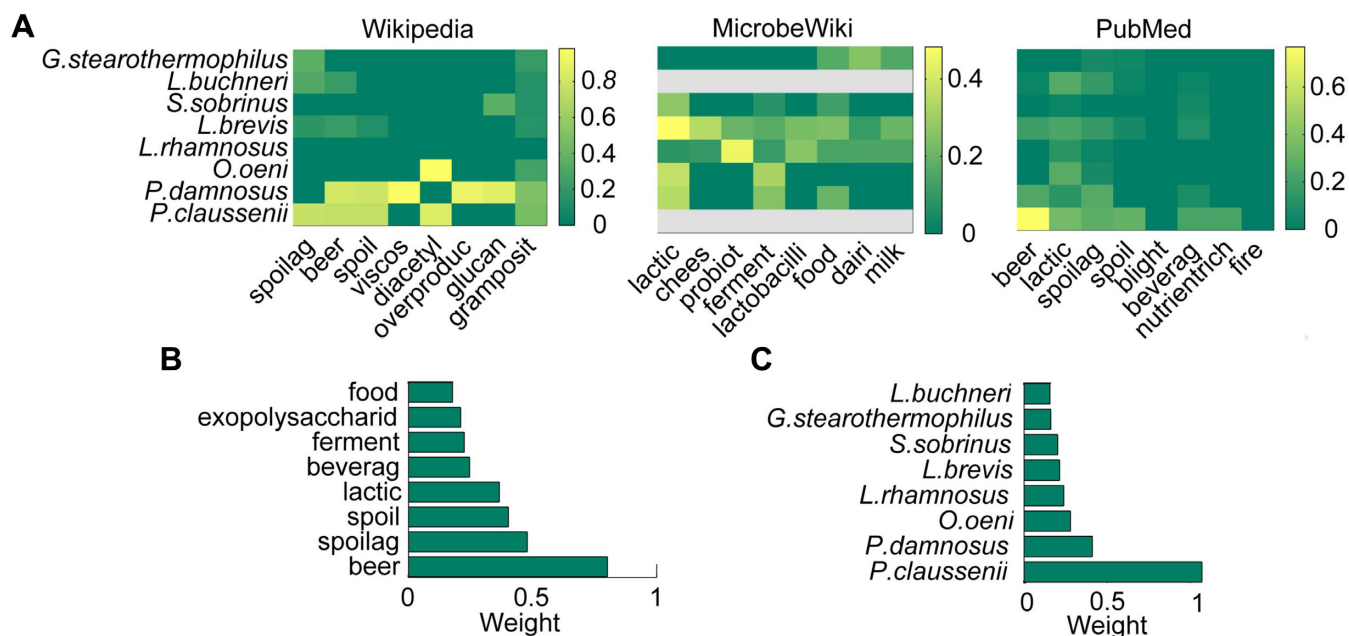 A
Wikipedia
MicrobeWiki
PubMed
G.stearothermophilus
L.buchneri
S.sobrinus
L.brevis
L.rhamnosus
O.oeni
P.damnosus
P.claussenii
0.8
0.6
0.4
0.2
0
0.4
0.2
0
0.6
0.4
0.2
0
spoilag
beer
spoil
viscos
diacetyl
overproduc
glucan
gramposit
lactic
chees
probiot
ferment
lactobacilli
food
dairi
milk
beer
lactic
spoilag
spoil
blight
beverag
nutrientrich
fire
B
food
exopolysaccharid
ferment
beverag
lactic
spoil
spoilag
beer
0 0.5 1
Weight
C
L.buchneri
G.stearothermophilus
S.sobrinus
L.brevis
L.rhamnosus
O.oeni
P.damnosus
P.claussenii
0 0.5 1
Weight